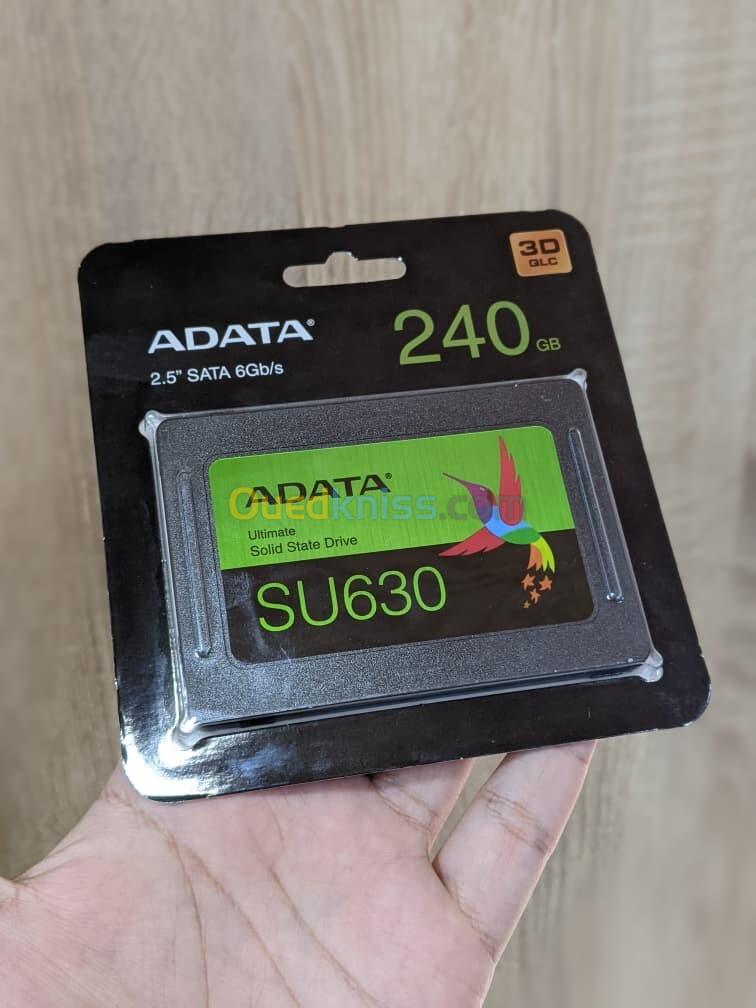 3D
QLC
ADATA®
240 GB
2.5" SATA 6Gb/s
ADATA®
Ouedkniss.com
Ultimate
Solid State Drive
SU630